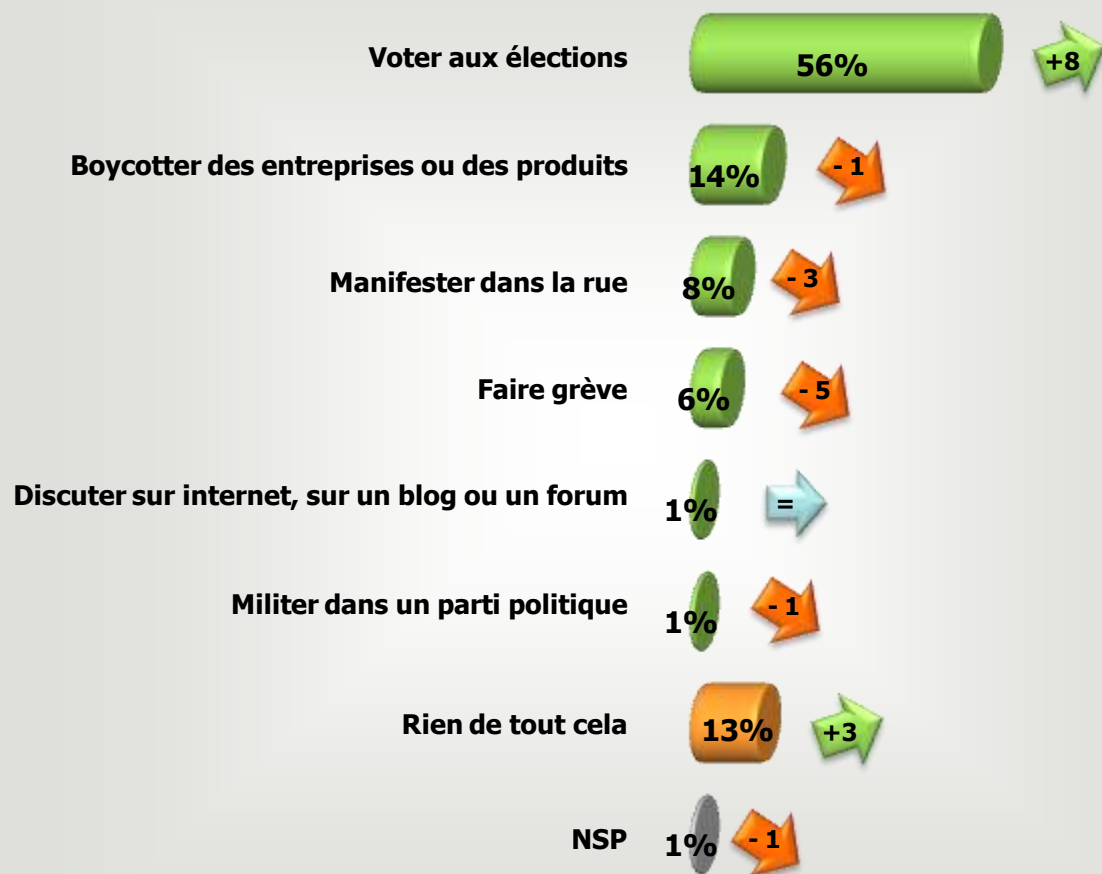 Voter aux élections 56% +8
Boycotter des entreprises ou des produits 14% - 1
Manifester dans la rue 8% - 3
Faire grève 6% - 5
Discuter sur internet, sur un blog ou un forum 1% =
Militer dans un parti politique 1% - 1
Rien de tout cela 13% +3
NSP 1% - 1